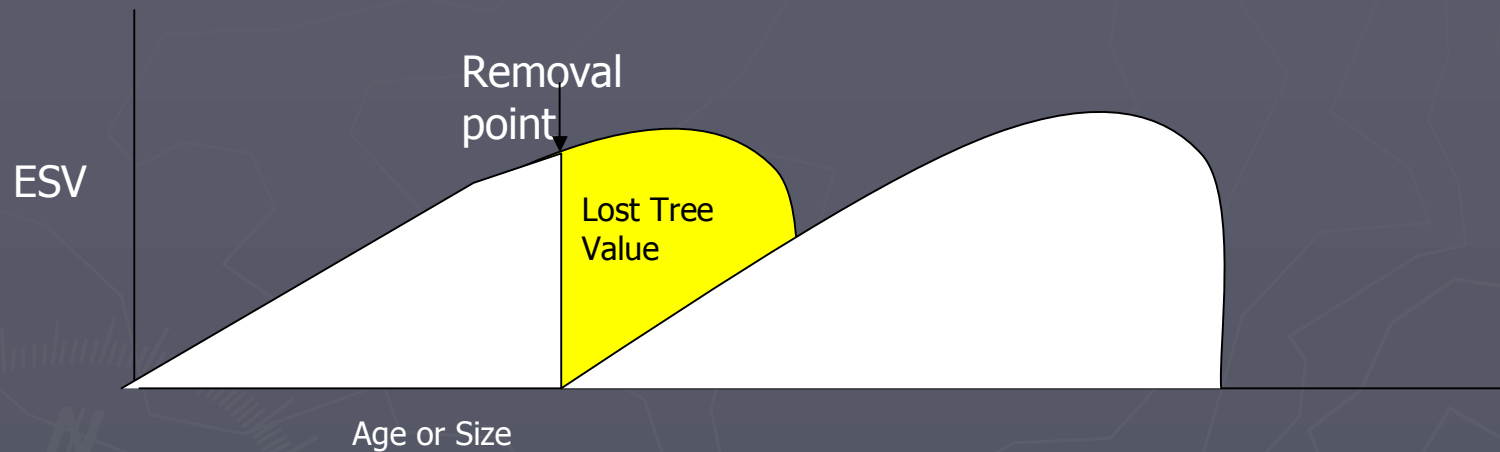 Removal
point
ESV
Lost Tree
Value
Age or Size